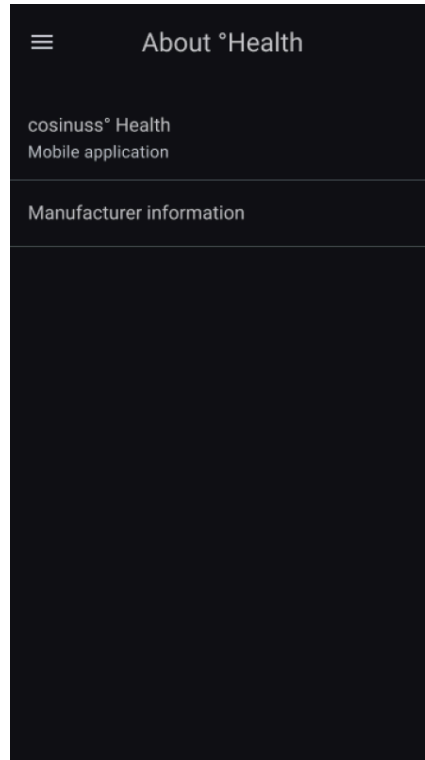 About °Health
cosinuss° Health
Mobile application
Manufacturer information